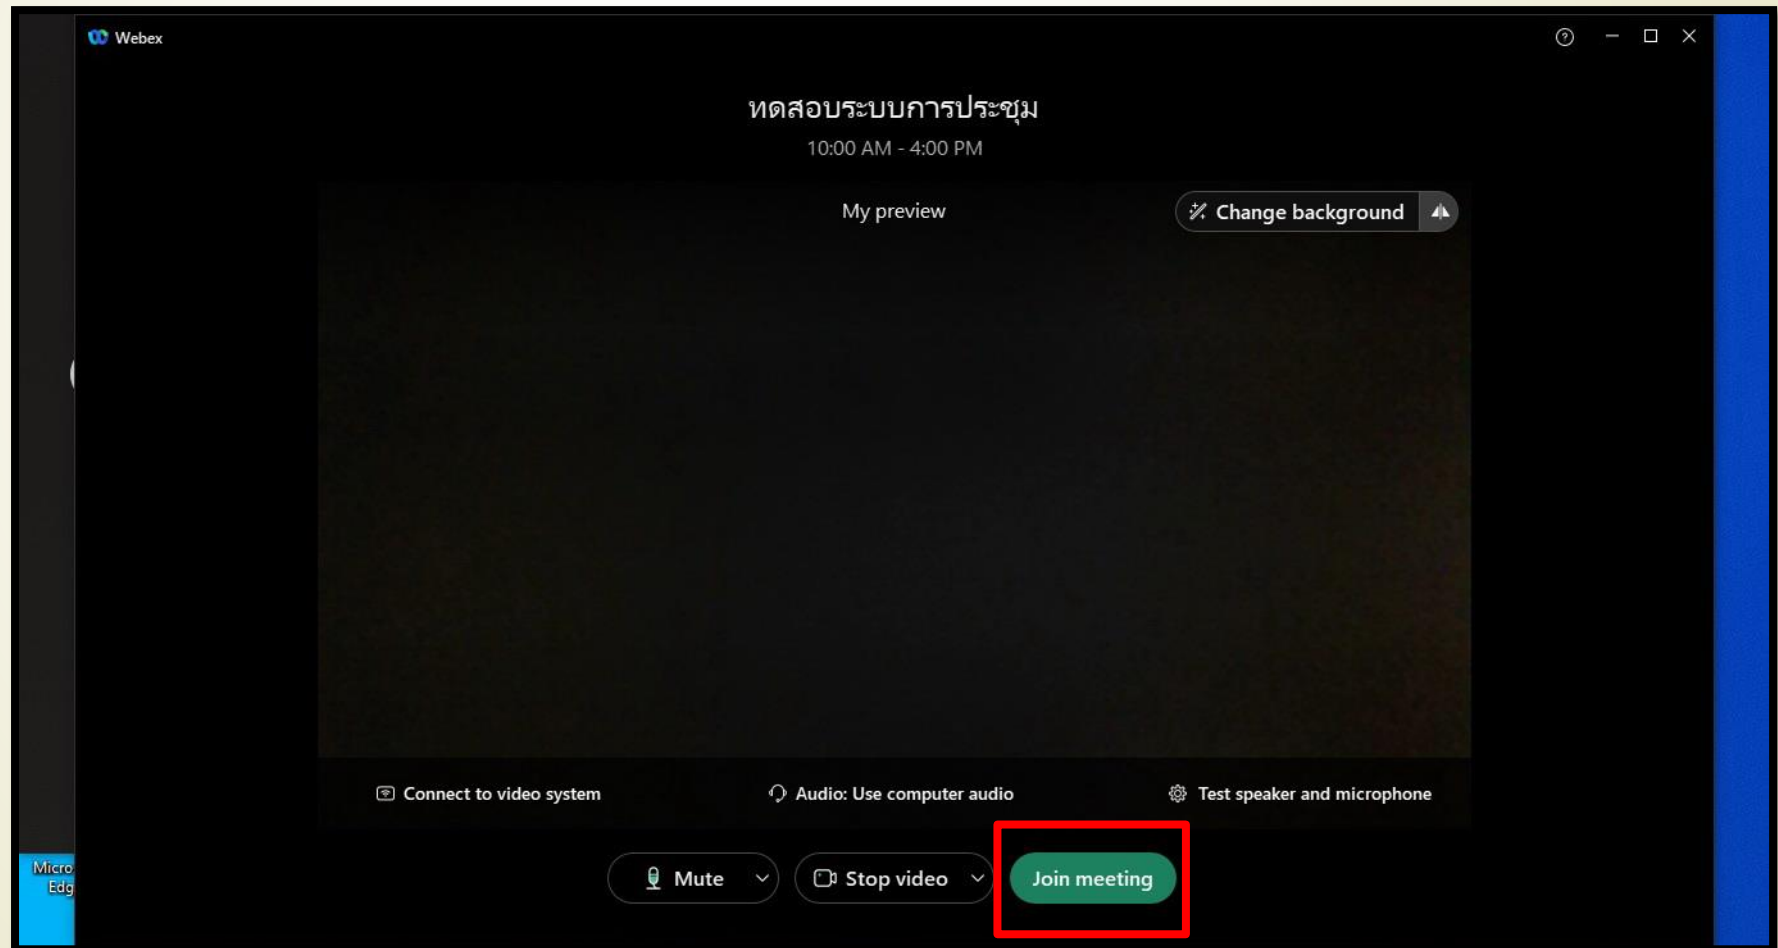 Webex
ทดสอบระบบการประชุม
10:00 AM - 4:00 PM
My preview
Change background
Connect to video system
Audio: Use computer audio
Test speaker and microphone
Mute
Stop video
Join meeting
Micro
Edg